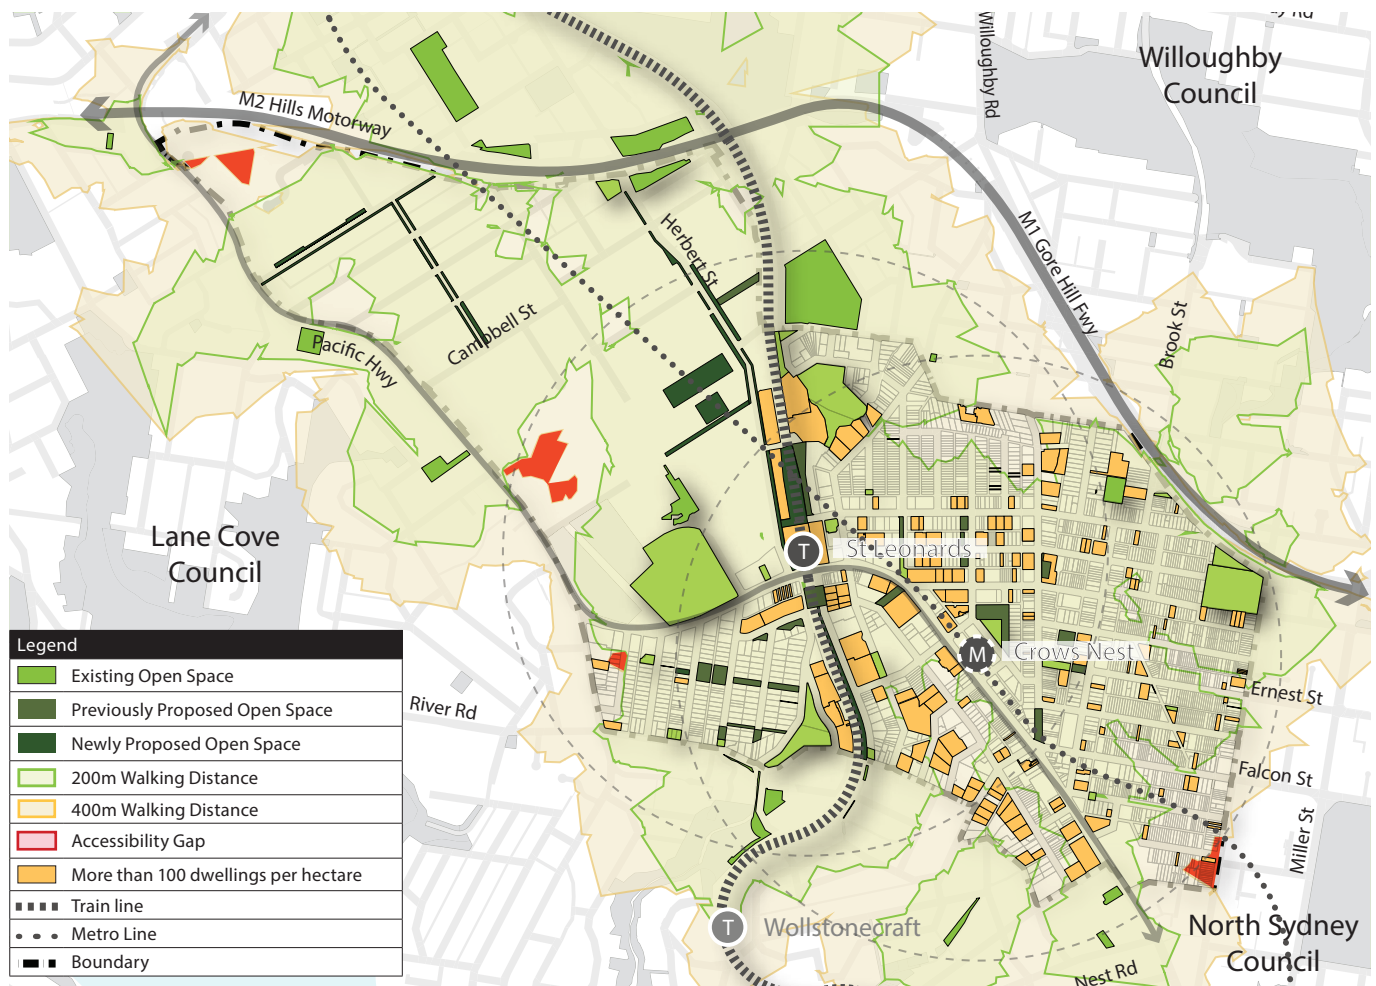 Willoughby Rd
Willoughby
Council
M2 Hills Motorway
Herbert St
M1 Gore Hill Fwy
Brook St
Campbell St
Pacific Hwy
Lane Cove
Council
T
St Leonards
M
Crows Nest
Legend
Existing Open Space
Previously Proposed Open Space
Newly Proposed Open Space
200m Walking Distance
400m Walking Distance
Accessibility Gap
More than 100 dwellings per hectare
Train line
Metro Line
Boundary
River Rd
Ernest St
Falcon St
Miller St
T
Wollstonecraft
North Sydney
Council
Nest Rd